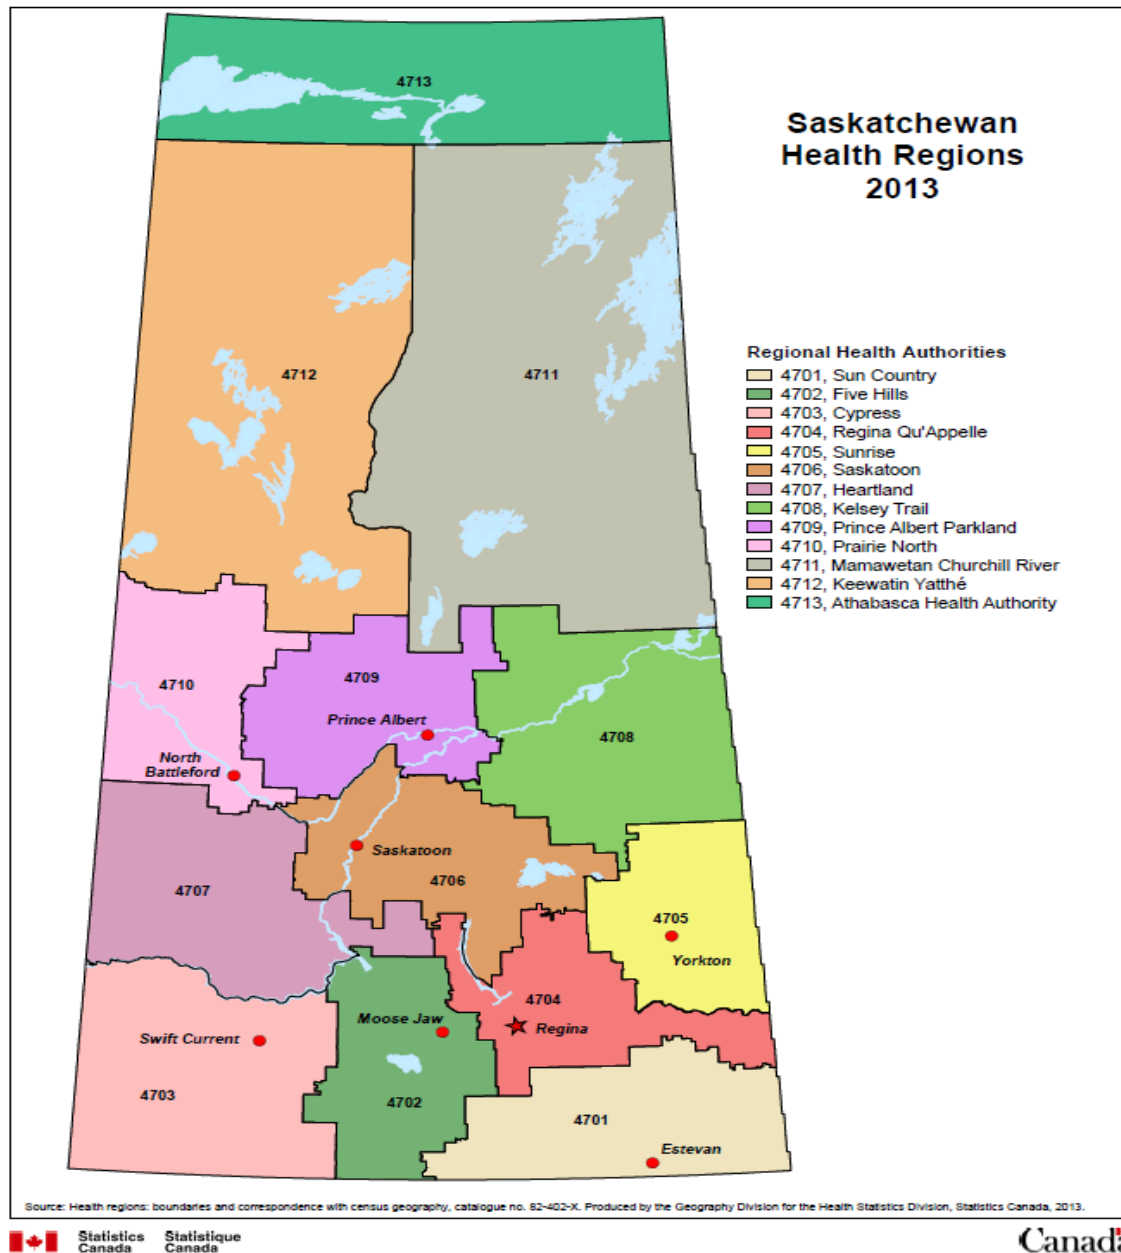 4713
Saskatchewan
Health Regions
2013
4712
4711
Regional Health Authorities
4701, Sun Country
4702, Five Hills
4703, Cypress
4704, Regina Qu'Appelle
4705, Sunrise
4706, Saskatoon
4707, Heartland
4708, Kelsey Trail
4709, Prince Albert Parkland
4710, Prairie North
4711, Mamawetan Churchill River
4712, Keewatin Yatthé
4713, Athabasca Health Authority
4710
4709
Prince Albert
4708
North
Battleford
Saskatoon
4706
4707
4705
Yorkton
4704
Regina
Moose Jaw
Swift Current
4703
4702
4701
Estevan
Source: Health regions: boundaries and correspondence with census geography, catalogue no. 82-402-X. Produced by the Geography Division for the Health Statistics Division, Statistics Canada, 2013.
Statistics Statistique
Canada Canada
Canada